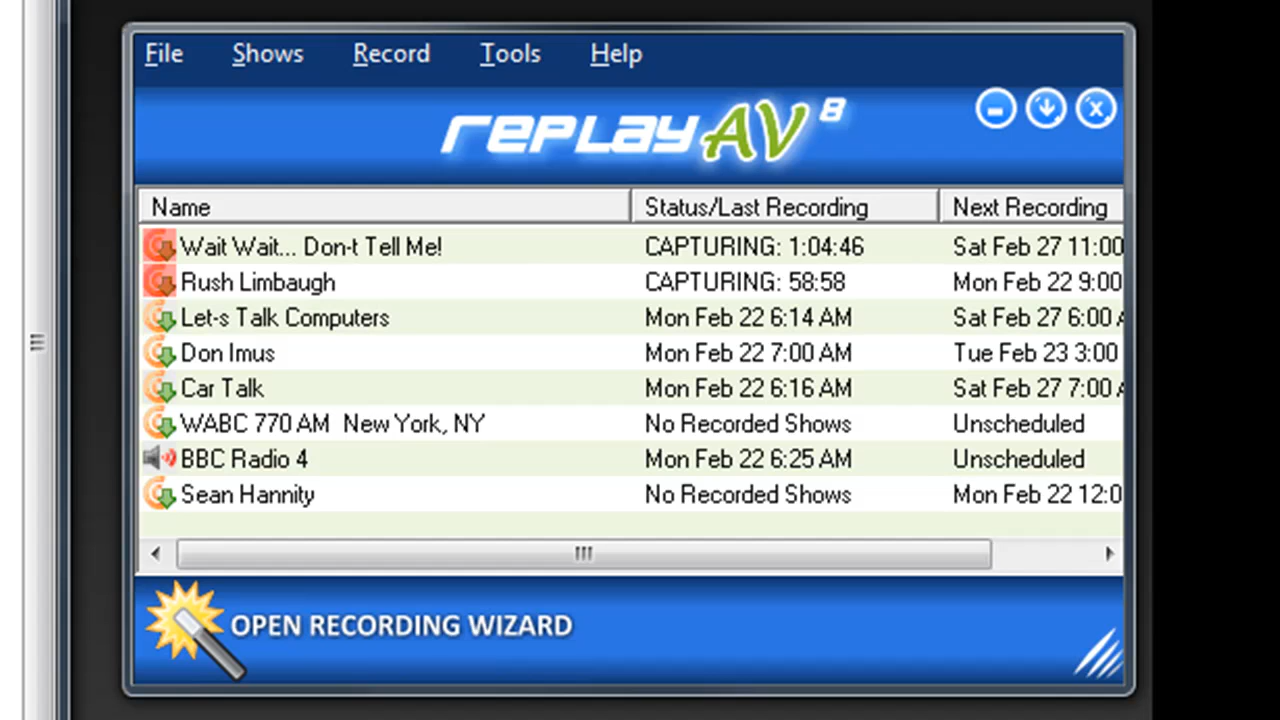 File Shows Record Tools Help
Replay AV 8
Name Status/Last Recording Next Recording
Wait Wait... Don-t Tell Me! CAPTURING: 1:04:46 Sat Feb 27 11:00
Rush Limbaugh CAPTURING: 58:58 Mon Feb 22 9:00
Let-s Talk Computers Mon Feb 22 6:14 AM Sat Feb 27 6:00
Don Imus Mon Feb 22 7:00 AM Tue Feb 23 3:00
Car Talk Mon Feb 22 6:16 AM Sat Feb 27 7:00
WABC 770 AM New York, NY No Recorded Shows Unscheduled
BBC Radio 4 Mon Feb 22 6:25 AM Unscheduled
Sean Hannity No Recorded Shows Mon Feb 22 12:0
OPEN RECORDING WIZARD